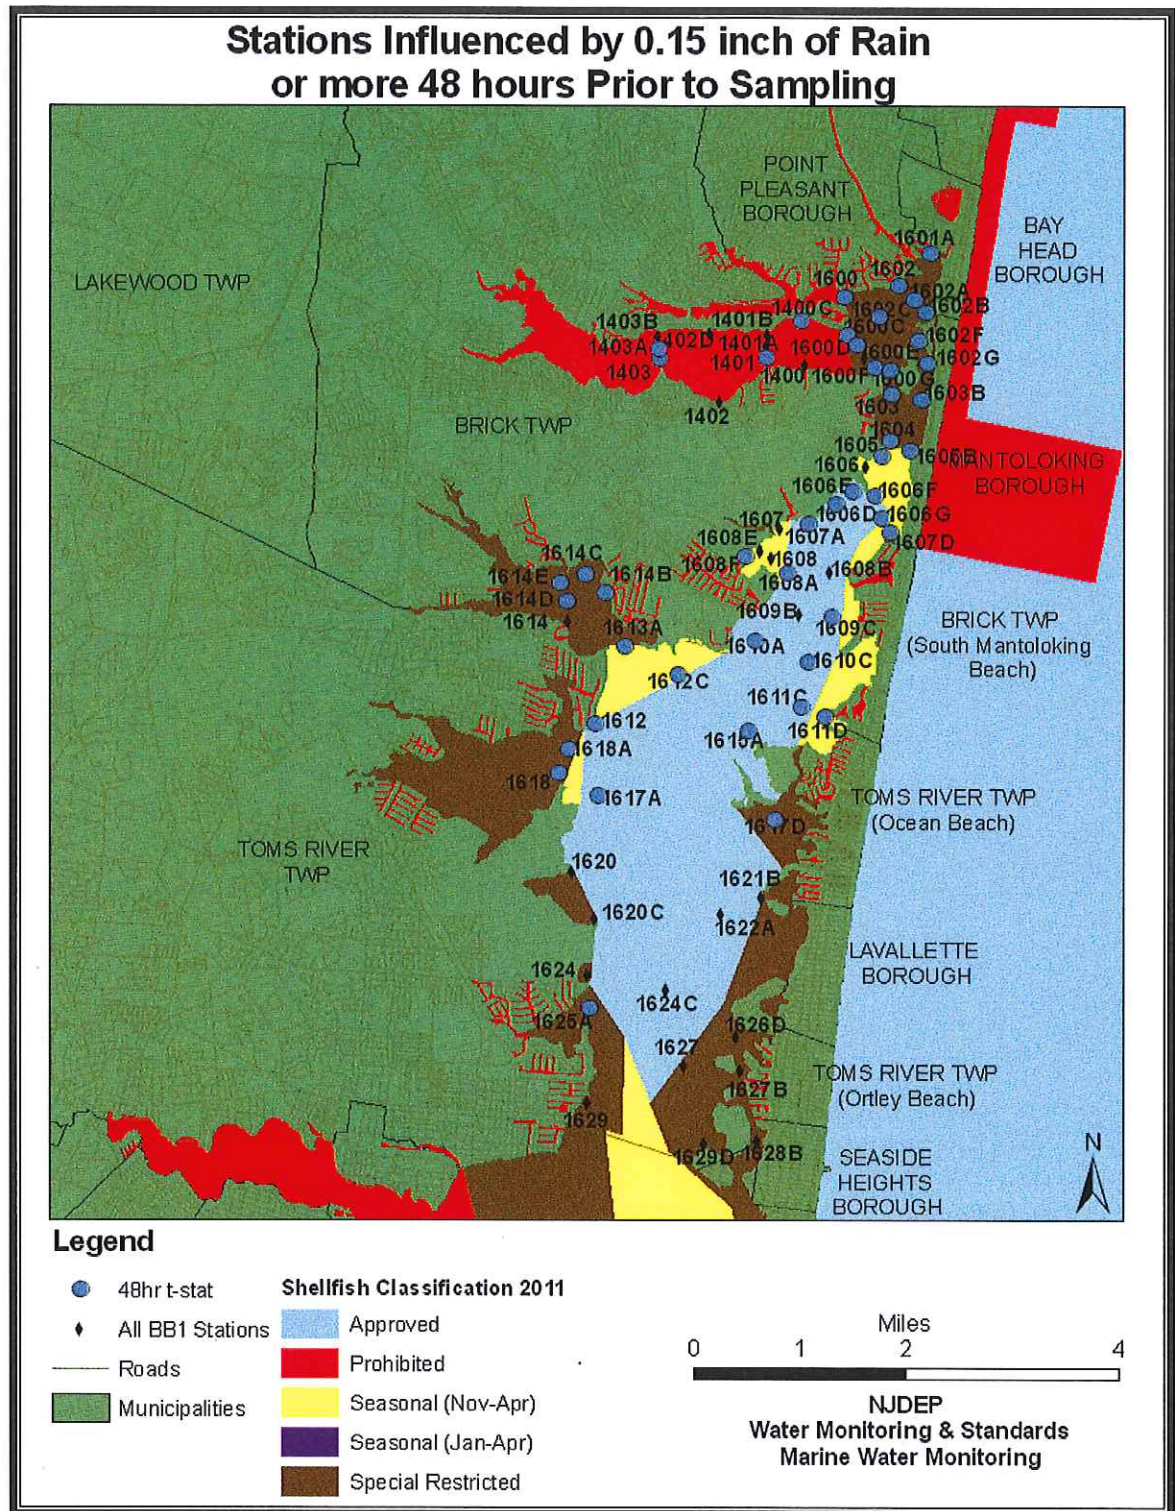 Stations Influenced by 0.15 inch of Rain
or more 48 hours Prior to Sampling
POINT
PLEASANT
BOROUGH
BAY
HEAD
BOROUGH
LAKEWOOD TWP
1601A
1602
1600
1602A
1602B
1602C
1400C
1403B
1402D
1401B
1600C
1602F
1403A
1401A
1600D
1600E
1602G
1403
1401
1400
1600F
1600G
1603B
1402
1603
BRICK TWP
1604
1605
1605B
1606
MANTOLOKING
BOROUGH
1606E
1606F
1606D
1606G
1607
1607A
1607D
1608E
1608F
1608
1608A
1608B
1614C
1614E
1614B
1614D
1614
1609B
1609C
BRICK TWP
(South Mantoloking
Beach)
1613A
1610A
1610C
1612C
1611C
1612
1611D
1615A
1618A
1618
1617A
TOMS RIVER TWP
(Ocean Beach)
1617D
TOMS RIVER
TWP
1620
1621B
1620C
1622A
LAVALLETTE
BOROUGH
1624
1624C
1625A
1626D
1627
TOMS RIVER TWP
(Ortley Beach)
1627B
1629
1629D
1628B
SEASIDE
HEIGHTS
BOROUGH
N
Legend
48hr t-stat
All BB1 Stations
Roads
Municipalities
Shellfish Classification 2011
Approved
Prohibited
Seasonal (Nov-Apr)
Seasonal (Jan-Apr)
Special Restricted
Miles
0 1 2 4
NJDEP
Water Monitoring & Standards
Marine Water Monitoring